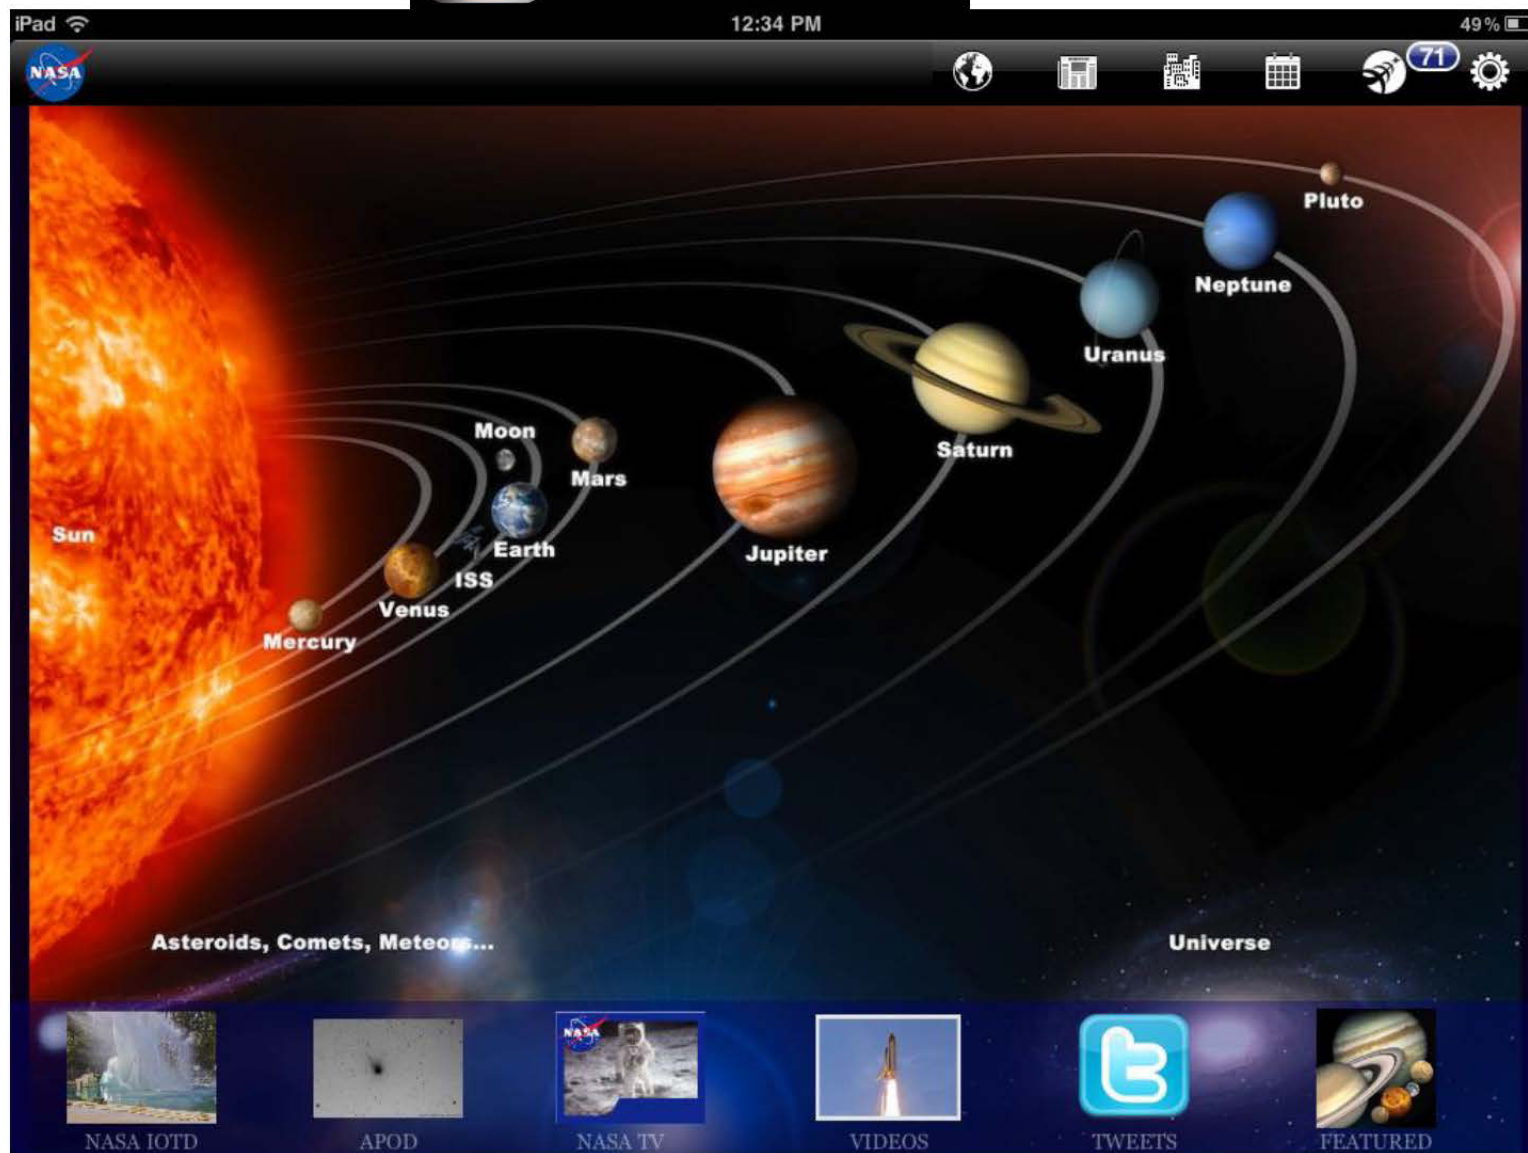 iPad 12:34 PM 49%
NASA 71
Pluto
Neptune
Uranus
Moon
Saturn
Mars
Sun
Earth
Jupiter
ISS
Venus
Mercury
Asteroids, Comets, Meteors...
Universe
NASA
NASA IOTD APOD NASA TV VIDEOS TWEETS FEATURED